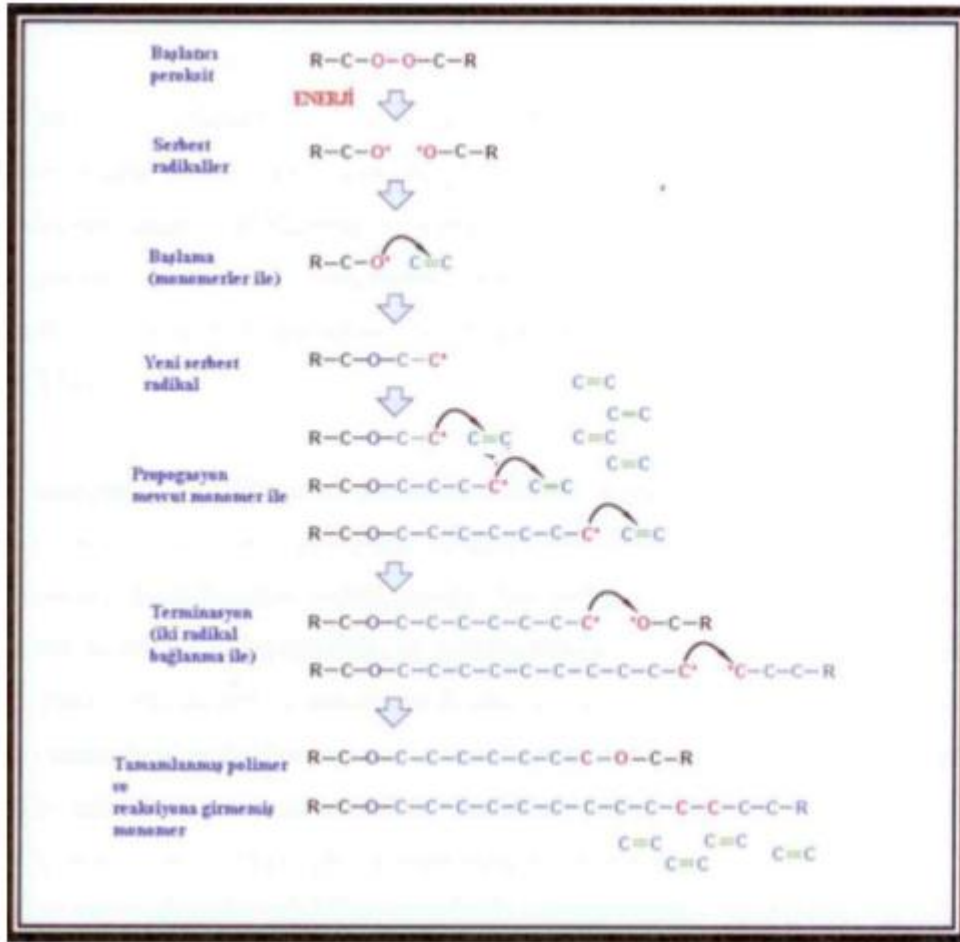 Başlatıcı
peroksit
R–C–O–O–C–R
ENERJİ
Serbest
radikaller
R–C–O* *O–C–R
Başlama
(monomerler ile)
R–C–O* C=C
Yeni serbest
radikal
R–C–O–C–C*
C=C
C=C
C=C
C=C
R–C–O–C–C* C=C
Propogasyon
mevcut monomer ile
R–C–O–C–C–C–C* C=C
R–C–O–C–C–C–C–C–C–C* C=C
Terminasyon
(iki radikal
bağlanma ile)
R–C–O–C–C–C–C–C–C–C* *O–C–R
R–C–O–C–C–C–C–C–C–C–C–C–C* *C–C–C–R
Tamamlanmış polimer
ve
reaksiyona girmemiş
monomer
R–C–O–C–C–C–C–C–C–C–O–C–R
R–C–O–C–C–C–C–C–C–C–C–C–C–C–C–C–R
C=C C=C C=C C=C